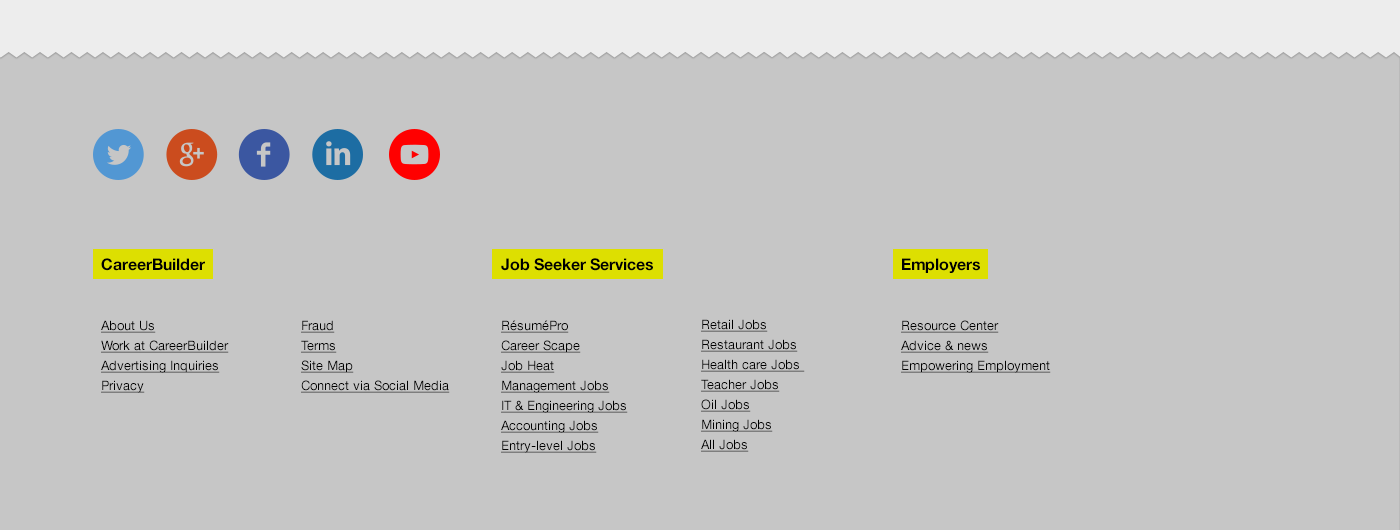 g+
f
in
CareerBuilder
About Us
Work at CareerBuilder
Advertising Inquiries
Privacy
Fraud
Terms
Site Map
Connect via Social Media
Job Seeker Services
RésuméPro
Career Scape
Job Heat
Management Jobs
IT & Engineering Jobs
Accounting Jobs
Entry-level Jobs
Retail Jobs
Restaurant Jobs
Health care Jobs
Teacher Jobs
Oil Jobs
Mining Jobs
All Jobs
Employers
Resource Center
Advice & news
Empowering Employment